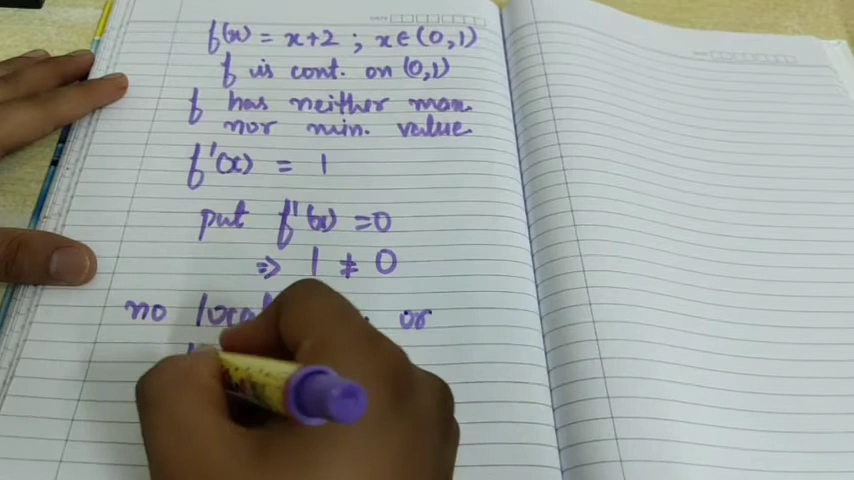 f(x) = x+2 ; x∈(0,1)
f is cont. on (0,1)
f has neither max
nor min. value
f'(x) = 1
put f'(x) = 0
⇒ 1 ≠ 0
no local or